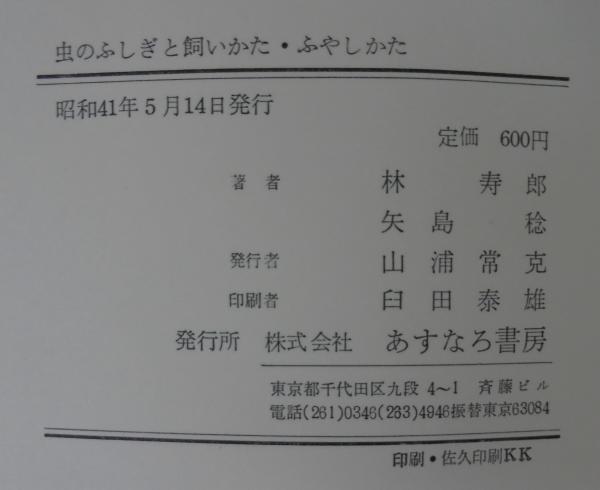 虫のふしぎと飼いかた・ふやしかた
昭和41年5月14日発行
定価 600円
著者 林寿郎
矢島稔
発行者 山浦常克
印刷者 臼田泰雄
発行所 株式会社 あすなろ書房
東京都千代田区九段 4~1 斉藤ビル
電話(261)0346(263)4946振替東京63084
印刷・佐久印刷KK